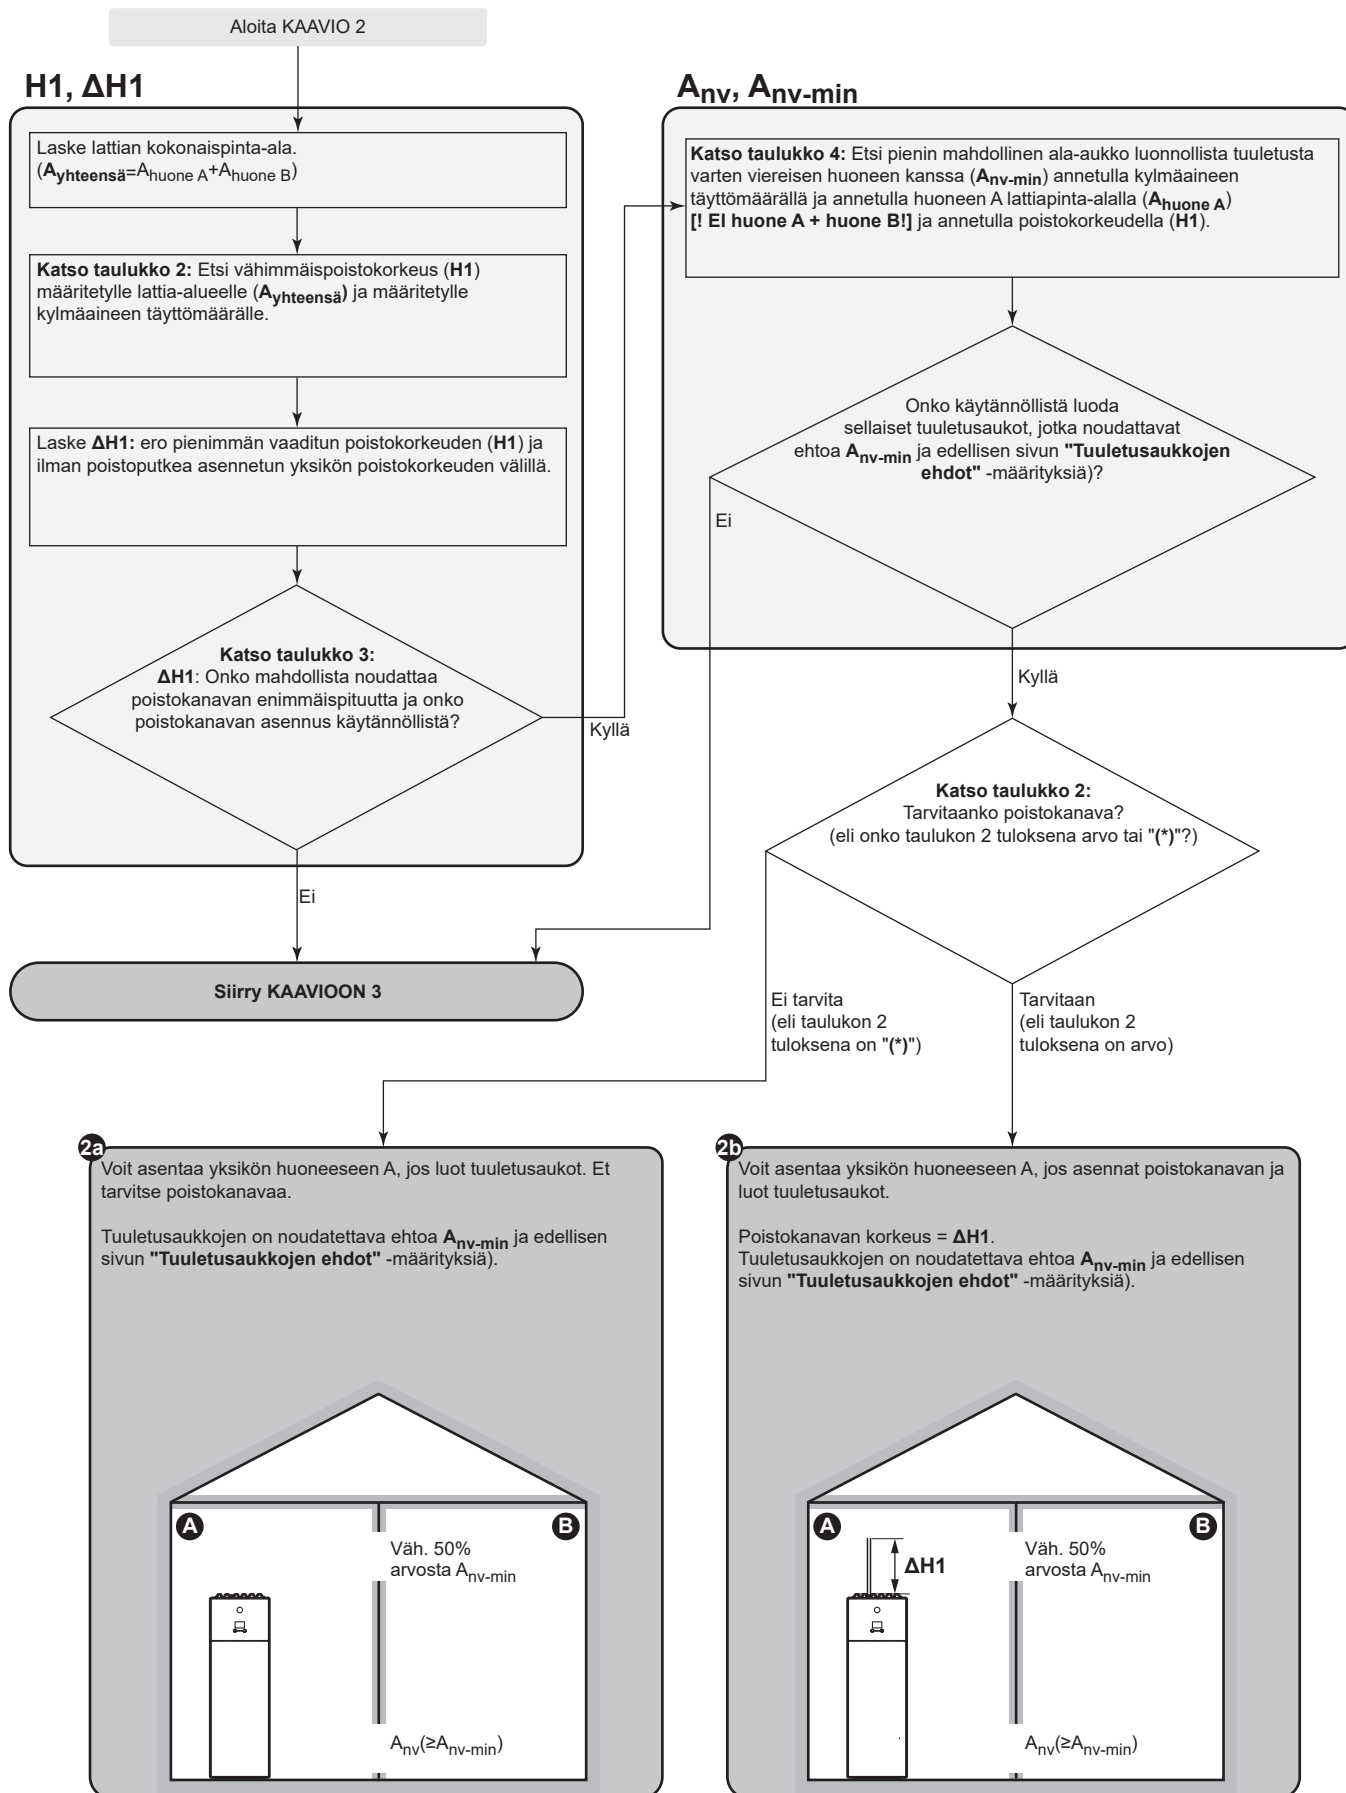 Aloita KAAVIO 2
H1, ΔH1
Laske lattian kokonaispinta-ala.
(Ayhteensä=Ahuone A+Ahuone B)
Katso taulukko 2: Etsi vähimmäispoistokorkeus (H1)
määritetylle lattia-alueelle (Ayhteensä) ja määritetylle
kylmäaineen täyttömäärälle.
Laske ΔH1: ero pienimmän vaaditun poistokorkeuden (H1) ja
ilman poistoputkea asennetun yksikön poistokorkeuden välillä.
Katso taulukko 3:
ΔH1: Onko mahdollista noudattaa
poistokanavan enimmäispituutta ja onko
poistokanavan asennus käytännöllistä?
Kyllä
Ei
Siirry KAAVIOON 3
Anv, Anv-min
Katso taulukko 4: Etsi pienin mahdollinen ala-aukko luonnollista tuuletusta
varten viereisen huoneen kanssa (Anv-min) annetulla kylmäaineen
täyttömäärällä ja annetulla huoneen A lattiapinta-alalla (Ahuone A)
[! EI huone A + huone B!] ja annetulla poistokorkeudella (H1).
Onko käytännöllistä luoda
sellaiset tuuletusaukot, jotka noudattavat
ehtoa Anv-min ja edellisen sivun "Tuuletusaukkojen
ehdot" -määrityksiä)?
Ei
Kyllä
Katso taulukko 2:
Tarvitaanko poistokanava?
(eli onko taulukon 2 tuloksena arvo tai "(*)"?)
Ei tarvita
(eli taulukon 2
tuloksena on "(*)")
Tarvitaan
(eli taulukon 2
tuloksena on arvo)
2a
Voit asentaa yksikön huoneeseen A, jos luot tuuletusaukot. Et
tarvitse poistokanavaa.
Tuuletusaukkojen on noudatettava ehtoa Anv-min ja edellisen
sivun "Tuuletusaukkojen ehdot" -määrityksiä).
A
B
Väh. 50%
arvosta Anv-min
Anv(≥Anv-min)
2b
Voit asentaa yksikön huoneeseen A, jos asennat poistokanavan ja
luot tuuletusaukot.
Poistokanavan korkeus = ΔH1.
Tuuletusaukkojen on noudatettava ehtoa Anv-min ja edellisen
sivun "Tuuletusaukkojen ehdot" -määrityksiä).
A
B
ΔH1
Väh. 50%
arvosta Anv-min
Anv(≥Anv-min)